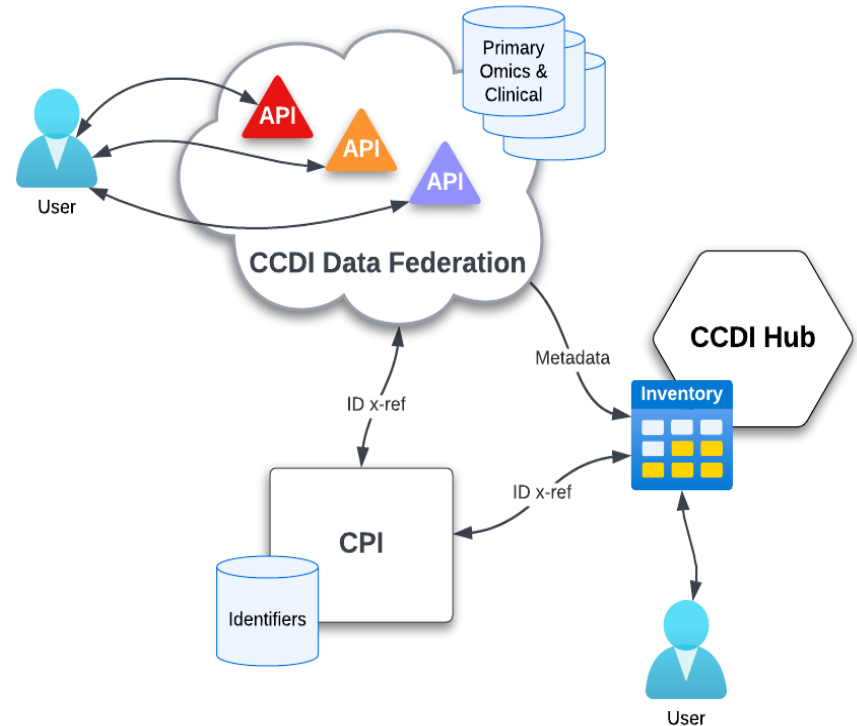 Primary
Omics &
Clinical
API
API
API
User
CCDI Data Federation
CCDI Hub
Metadata
Inventory
ID x-ref
ID x-ref
CPI
Identifiers
User